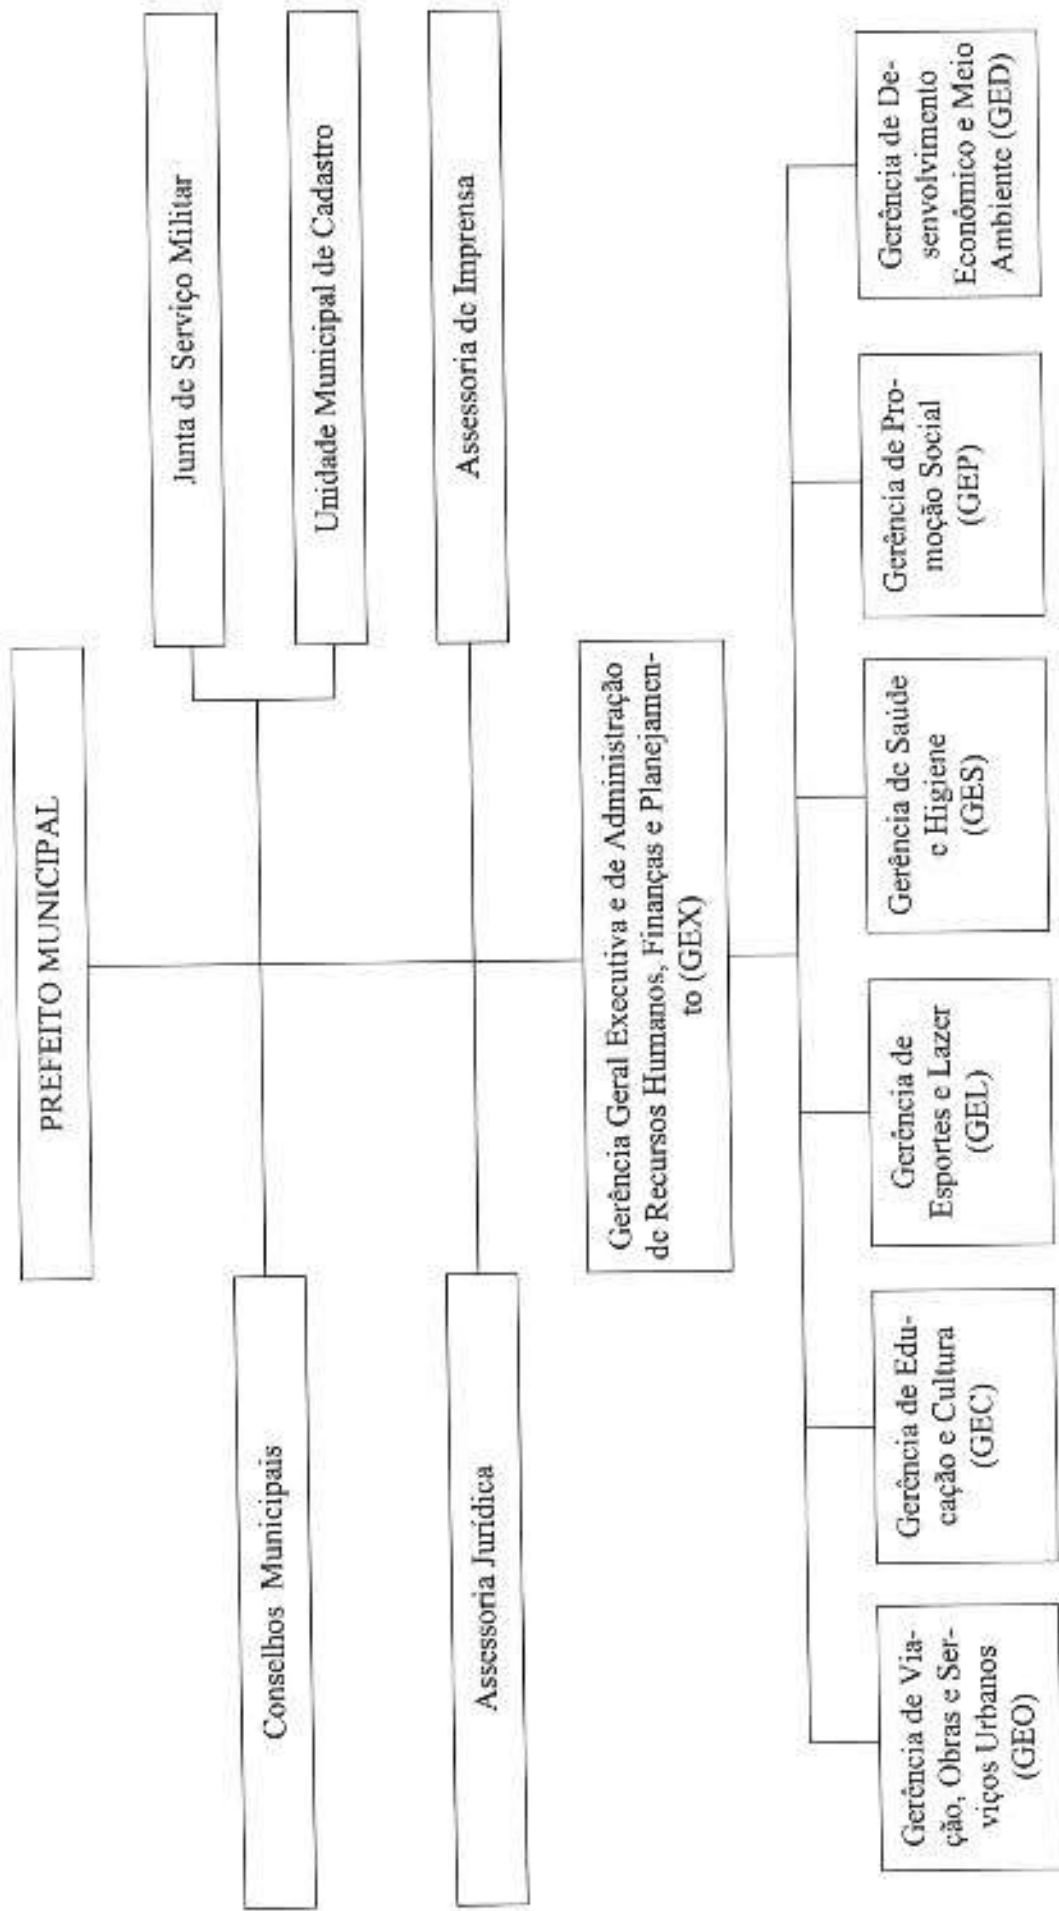 PREFEITO MUNICIPAL
Junta de Serviço Militar
Conselhos Municipais
Unidade Municipal de Cadastro
Assessoria Jurídica
Assessoria de Imprensa
Gerência Geral Executiva e de Administração
de Recursos Humanos, Finanças e Planejamen-
to (GEX)
Gerência de Via-
ção, Obras e Ser-
viços Urbanos
(GEO)
Gerência de Edu-
cação e Cultura
(GEC)
Gerência de
Esportes e Lazer
(GEL)
Gerência de Saúde
e Higiene
(GES)
Gerência de Pro-
moção Social
(GEP)
Gerência de De-
senvolvimento
Econômico e Meio
Ambiente (GED)